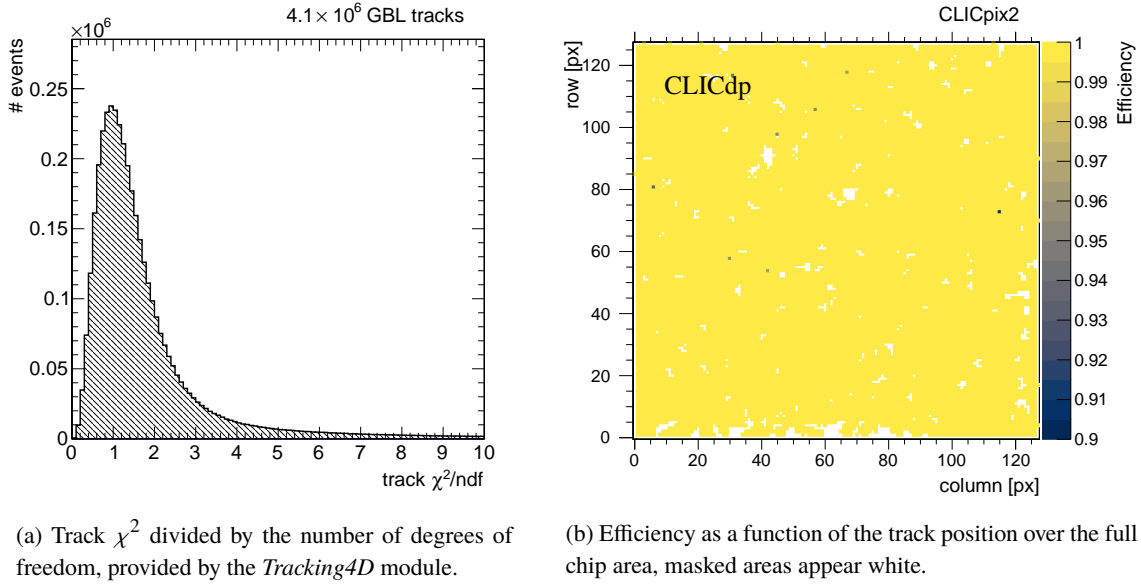 4.1 × 10⁶ GBL tracks
×10⁶
# events
0.25
0.2
0.15
0.1
0.05
0
0 1 2 3 4 5 6 7 8 9 10
track χ²/ndf
(a) Track χ² divided by the number of degrees of
freedom, provided by the Tracking4D module.
CLICpix2
row [px]
CLICdp
120
100
80
60
40
20
0
0 20 40 60 80 100 120
column [px]
1
0.99
0.98
0.97
0.96
0.95
0.94
0.93
0.92
0.91
0.9
Efficiency
(b) Efficiency as a function of the track position over the full
chip area, masked areas appear white.